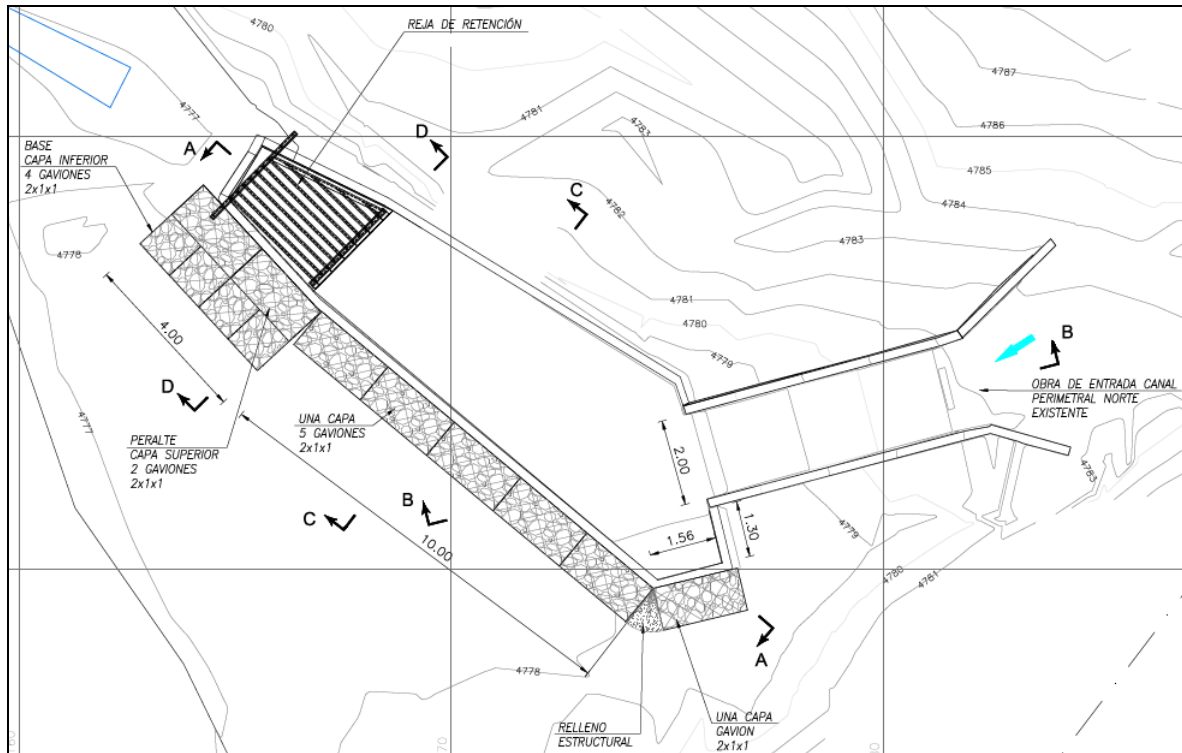 REJA DE RETENCIÓN
4780
4787
4781
4783
4786
4777
BASE
CAPA INFERIOR
4 GAVIONES
2x1x1
A
D
C
4785
4784
4782
4783
4778
4781
4780
4779
B
OBRA DE ENTRADA CANAL
PERIMETRAL NORTE
EXISTENTE
4.00
D
4777
PERALTE
CAPA SUPERIOR
2 GAVIONES
2x1x1
UNA CAPA
5 GAVIONES
2x1x1
2.00
4783
C
B
10.00
1.56
1.30
4779
4780
4781
A
4778
RELLENO
ESTRUCTURAL
UNA CAPA
GAVION
2x1x1
70
80